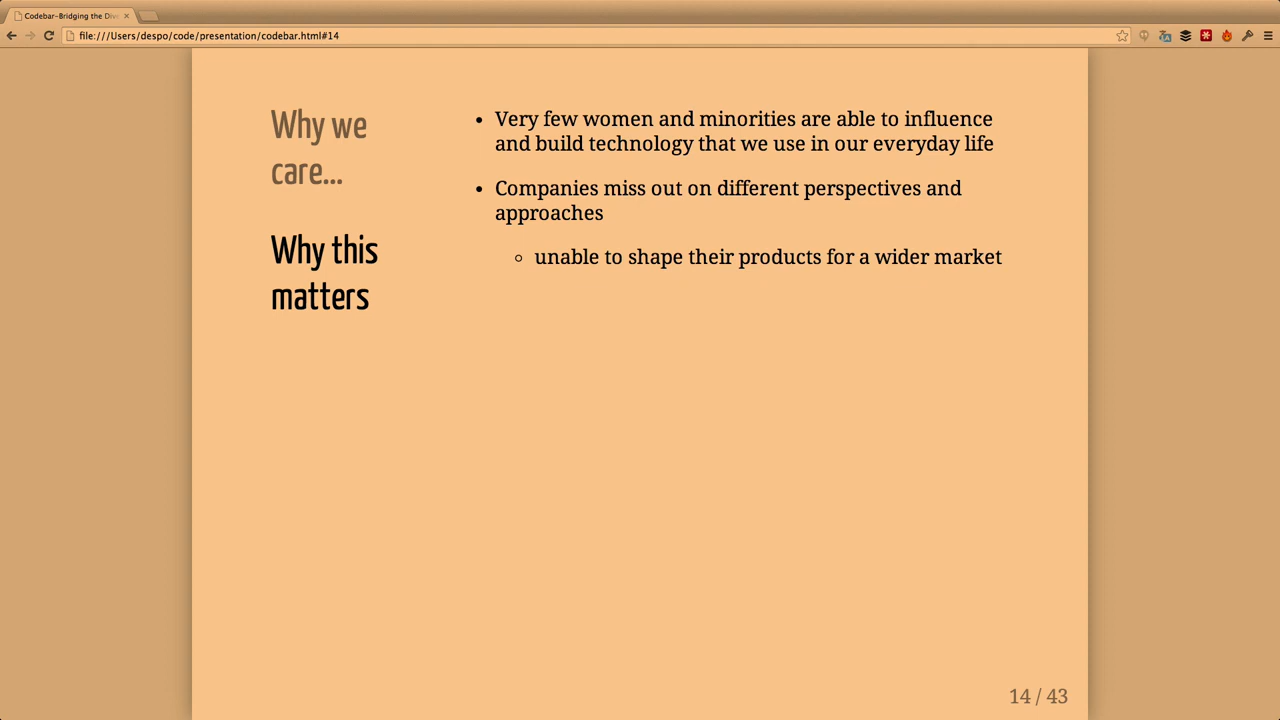 Codebar-Bridging the Div
file:///Users/despo/code/presentation/codebar.html#14
Why we
care...
Why this
matters
• Very few women and minorities are able to influence
and build technology that we use in our everyday life
• Companies miss out on different perspectives and
approaches
◦ unable to shape their products for a wider market
14 / 43